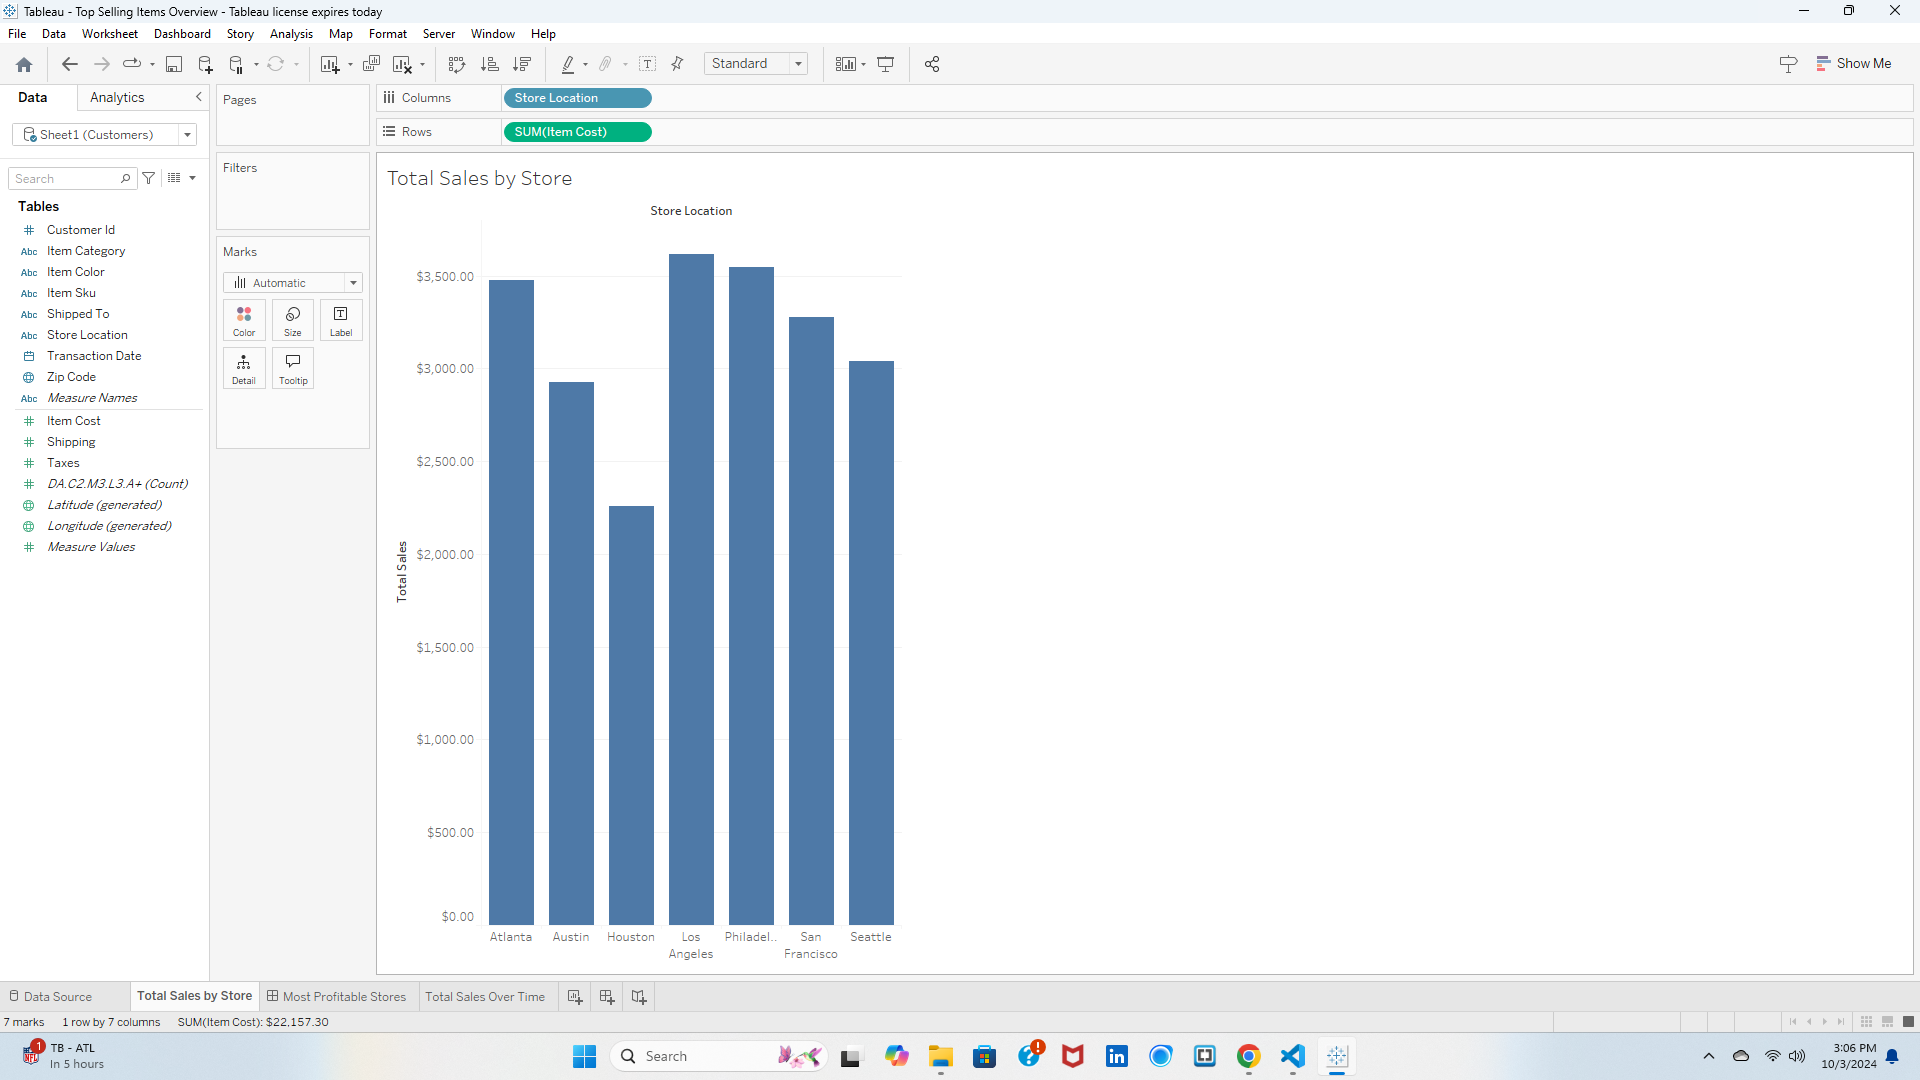 Tableau - Top Selling Items Overview - Tableau license expires today
File Data Worksheet Dashboard Story Analysis Map Format Server Window Help
Standard
Show Me
Data Analytics
Sheet1 (Customers)
Search
Tables
Customer Id
Abc Item Category
Abc Item Color
Abc Item Sku
Abc Shipped To
Abc Store Location
Transaction Date
Zip Code
Abc Measure Names
Item Cost
Shipping
Taxes
DA.C2.M3.L3.A+ (Count)
Latitude (generated)
Longitude (generated)
Measure Values
Pages
Filters
Marks
Automatic
Color Size Label
Detail Tooltip
Columns Store Location
Rows SUM(Item Cost)
Total Sales by Store
Store Location
Total Sales
$3,500.00
$3,000.00
$2,500.00
$2,000.00
$1,500.00
$1,000.00
$500.00
$0.00
Atlanta Austin Houston Los Angeles Philadel.. San Francisco Seattle
Data Source Total Sales by Store Most Profitable Stores Total Sales Over Time
7 marks 1 row by 7 columns SUM(Item Cost): $22,157.30
1
TB - ATL
In 5 hours
Search
3:06 PM
10/3/2024